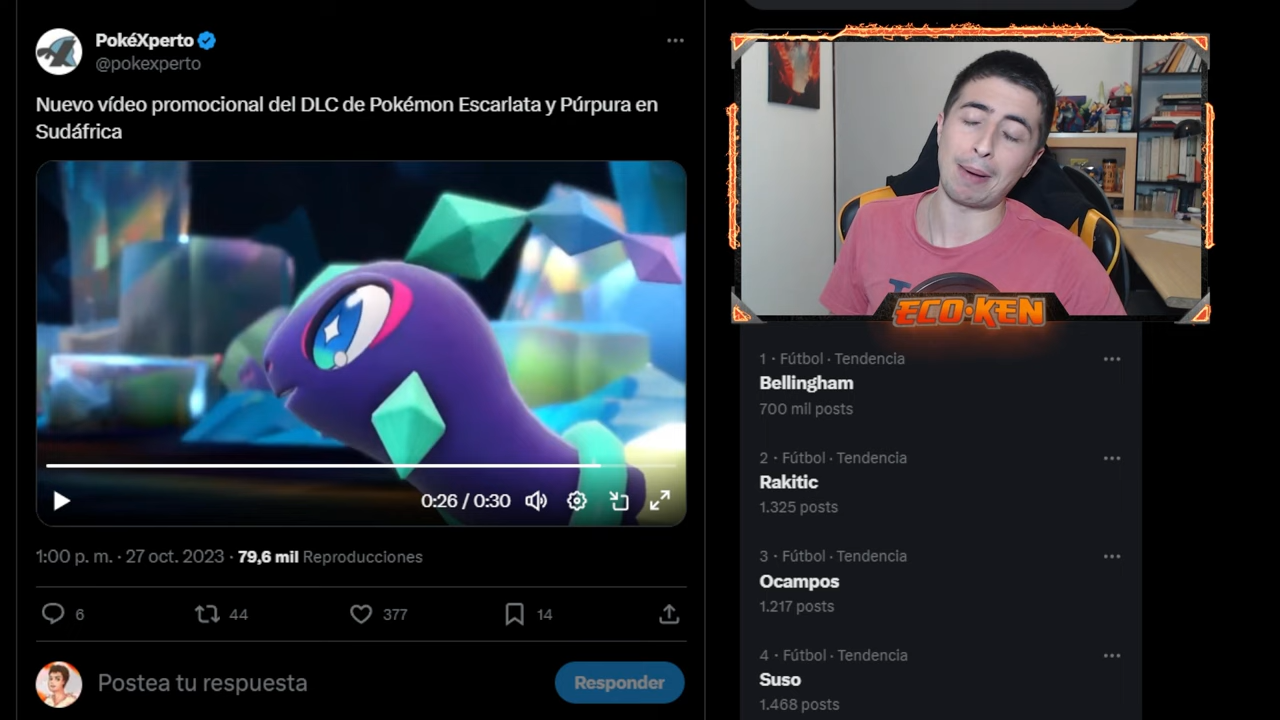 PokéXperto
@pokexperto
Nuevo vídeo promocional del DLC de Pokémon Escarlata y Púrpura en
Sudáfrica
0:26 / 0:30
1:00 p. m. · 27 oct. 2023 · 79,6 mil Reproducciones
6
44
377
14
Postea tu respuesta
Responder
ECO·KEN
1 · Fútbol · Tendencia
Bellingham
700 mil posts
2 · Fútbol · Tendencia
Rakitic
1.325 posts
3 · Fútbol · Tendencia
Ocampos
1.217 posts
4 · Fútbol · Tendencia
Suso
1.468 posts